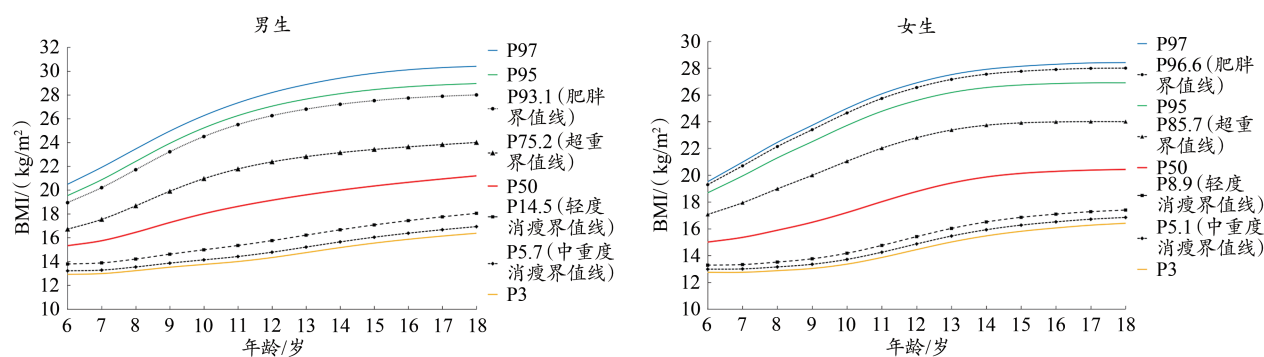 男生
32
30
28
26
24
22
20
18
16
14
12
10
BMI/( kg/m²)
6 7 8 9 10 11 12 13 14 15 16 17 18
年龄/岁
P97
P95
P93.1 (肥胖
界值线)
P75.2 (超重
界值线)
P50
P14.5 (轻度
消瘦界值线)
P5.7 (中重度
消瘦界值线)
P3
女生
30
28
26
24
22
20
18
16
14
12
10
BMI/( kg/m²)
6 7 8 9 10 11 12 13 14 15 16 17 18
年龄/岁
P97
P96.6 (肥胖
界值线)
P95
P85.7 (超重
界值线)
P50
P8.9 (轻度
消瘦界值线)
P5.1 (中重度
消瘦界值线)
P3